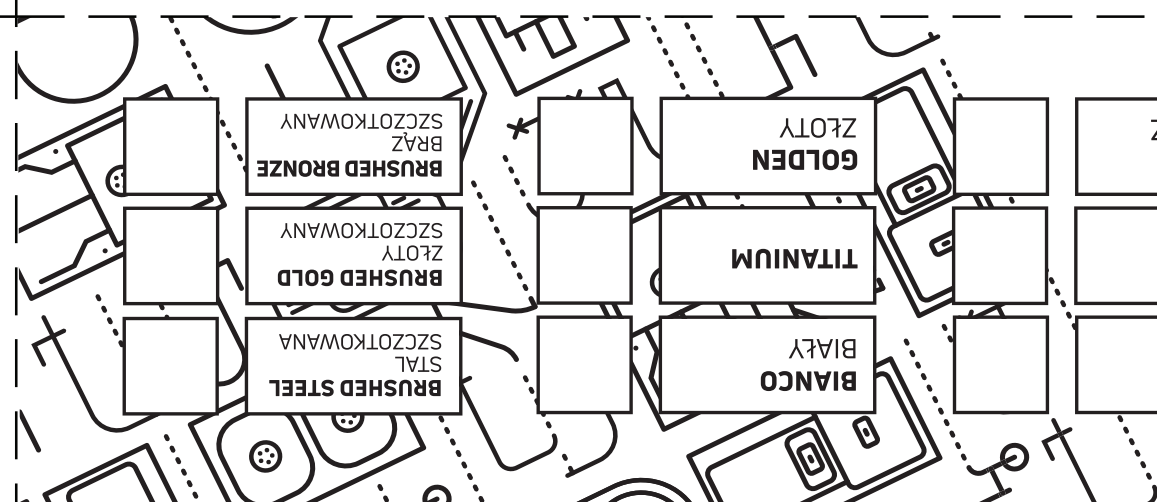 BIANCO
BIAŁY
BRUSHED STEEL
STAL
SZCZOTKOWANA
TITANIUM
BRUSHED GOLD
ZŁOTY
SZCZOTKOWANY
GOLDEN
ZŁOTY
BRUSHED BRONZE
BRĄZ
SZCZOTKOWANY